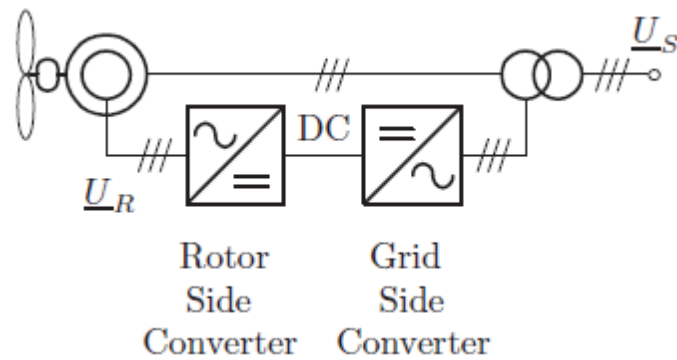 U_S
DC
U_R
Rotor
Side
Converter
Grid
Side
Converter